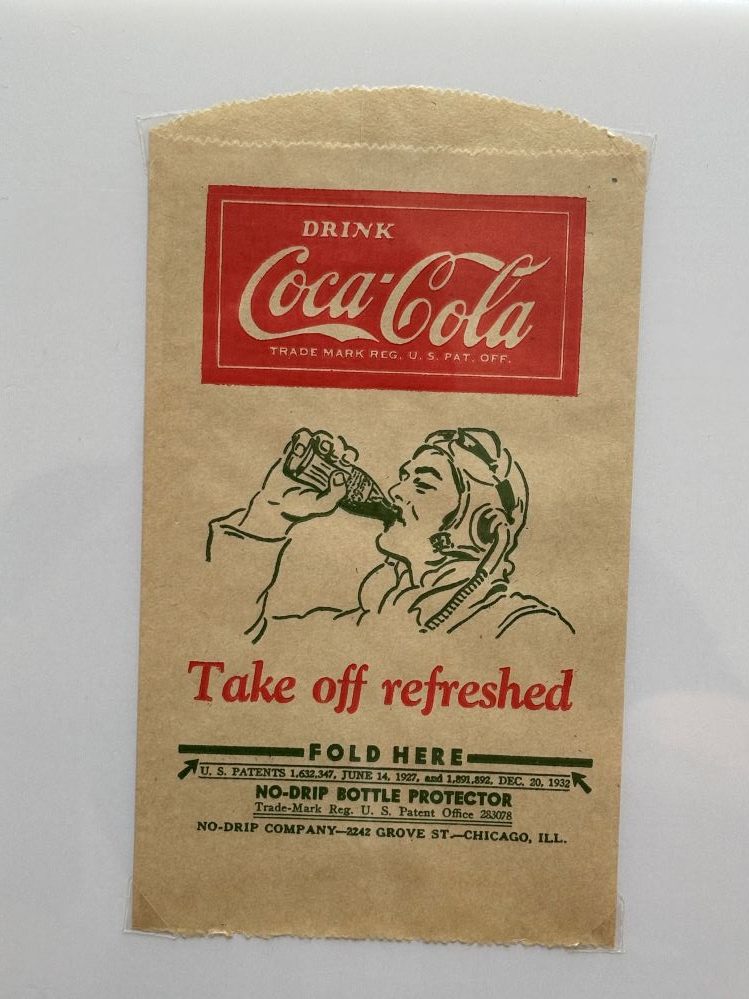 DRINK
Coca-Cola
TRADE MARK REG. U. S. PAT. OFF.
Take off refreshed
FOLD HERE
U. S. PATENTS 1,632,347, JUNE 14, 1927, and 1,891,892, DEC. 20, 1932
NO-DRIP BOTTLE PROTECTOR
Trade-Mark Reg. U. S. Patent Office 283078
NO-DRIP COMPANY—2242 GROVE ST.—CHICAGO, ILL.